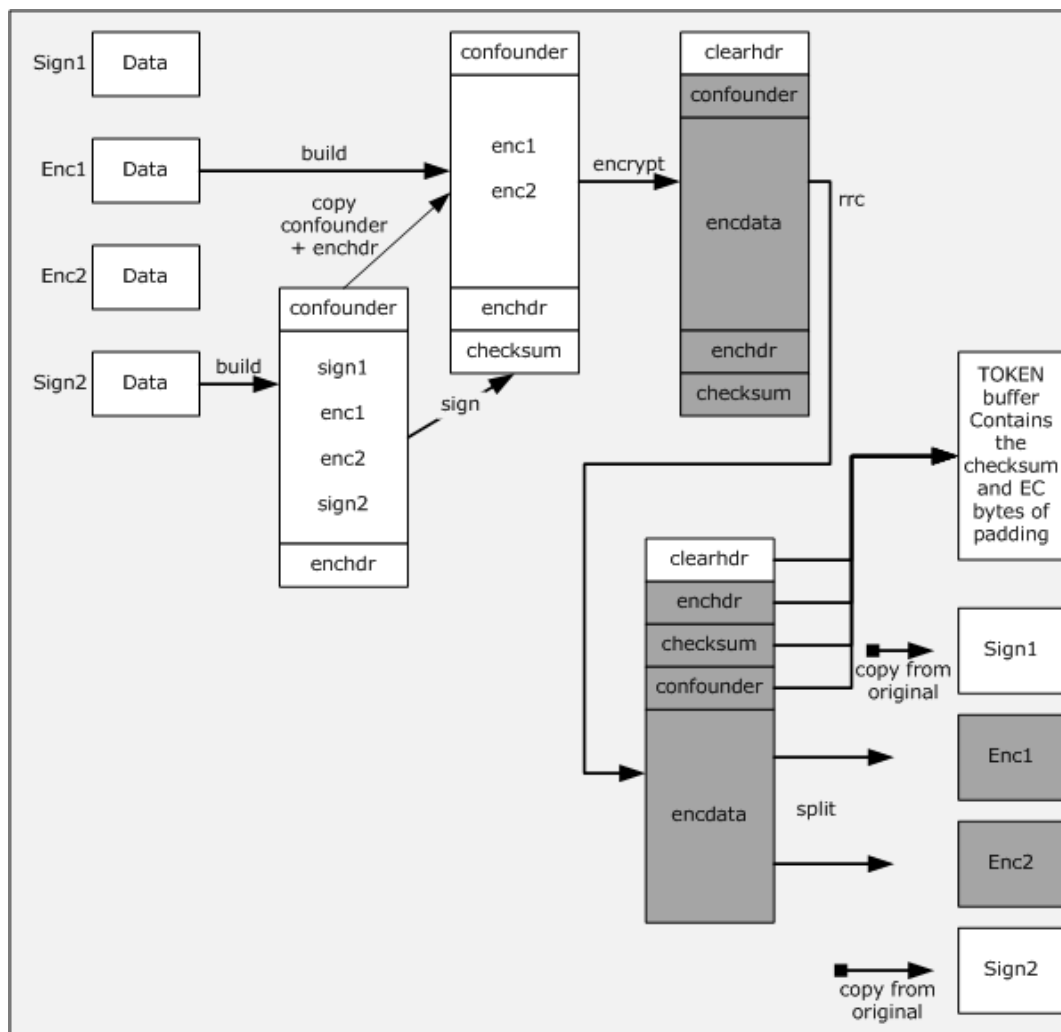 Sign1
Data
Enc1
Data
Enc2
Data
Sign2
Data
build
build
copy
confounder
+ enchdr
confounder
sign1
enc1
enc2
sign2
enchdr
sign
confounder
enc1
enc2
enchdr
checksum
encrypt
clearhdr
confounder
encdata
enchdr
checksum
rrc
clearhdr
enchdr
checksum
confounder
encdata
split
TOKEN
buffer
Contains
the
checksum
and EC
bytes of
padding
copy from
original
Sign1
Enc1
Enc2
copy from
original
Sign2